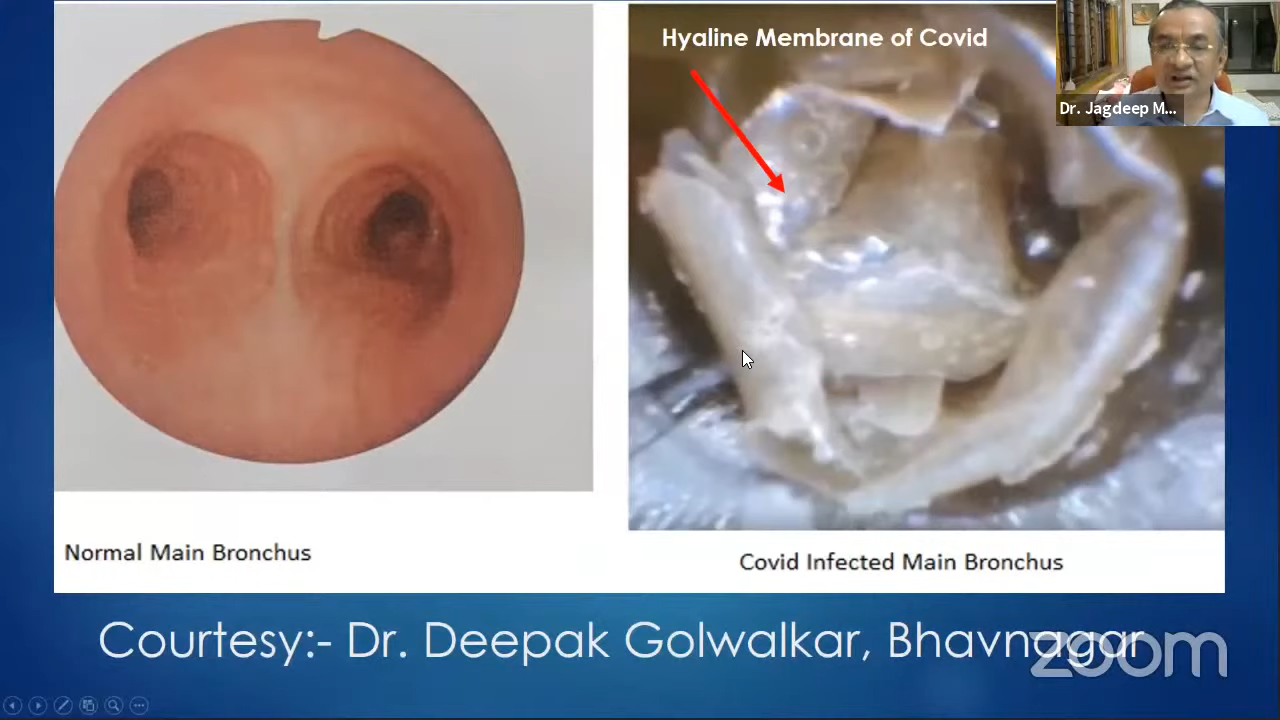 Hyaline Membrane of Covid
Dr. Jagdeep M...
Normal Main Bronchus
Covid Infected Main Bronchus
Courtesy:- Dr. Deepak Golwalkar, Bhavnagar
zoom